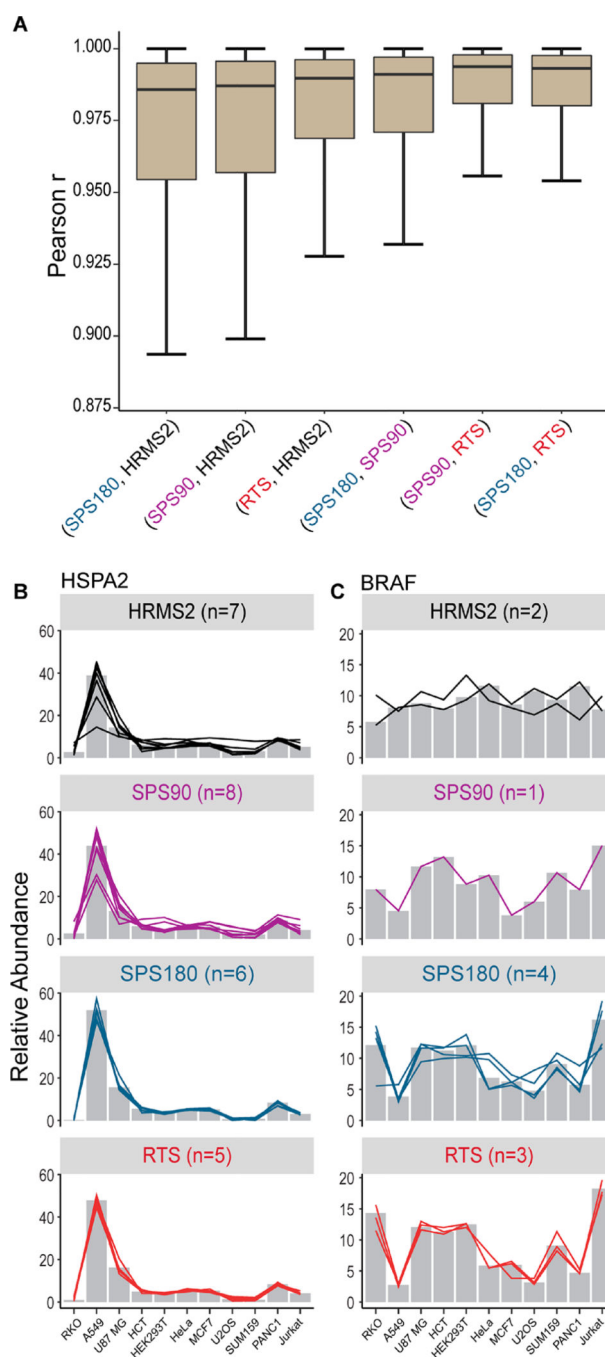 A
Pearson r
1.000
0.975
0.950
0.925
0.900
0.875
(SPS180, HRMS2)
(SPS90, HRMS2)
(RTS, HRMS2)
(SPS180, SPS90)
(SPS90, RTS)
(SPS180, RTS)
B
HSPA2
C
BRAF
Relative Abundance
HRMS2 (n=7)
60
40
20
0
HRMS2 (n=2)
20
15
10
5
0
SPS90 (n=8)
60
40
20
0
SPS90 (n=1)
20
15
10
5
0
SPS180 (n=6)
60
40
20
0
SPS180 (n=4)
20
15
10
5
0
RTS (n=5)
60
40
20
0
RTS (n=3)
20
15
10
5
0
RKO
A549
U87 MG
HCT
HEK293T
HeLa
MCF7
U2OS
SUM159
PANC1
Jurkat
RKO
A549
U87 MG
HCT
HEK293T
HeLa
MCF7
U2OS
SUM159
PANC1
Jurkat